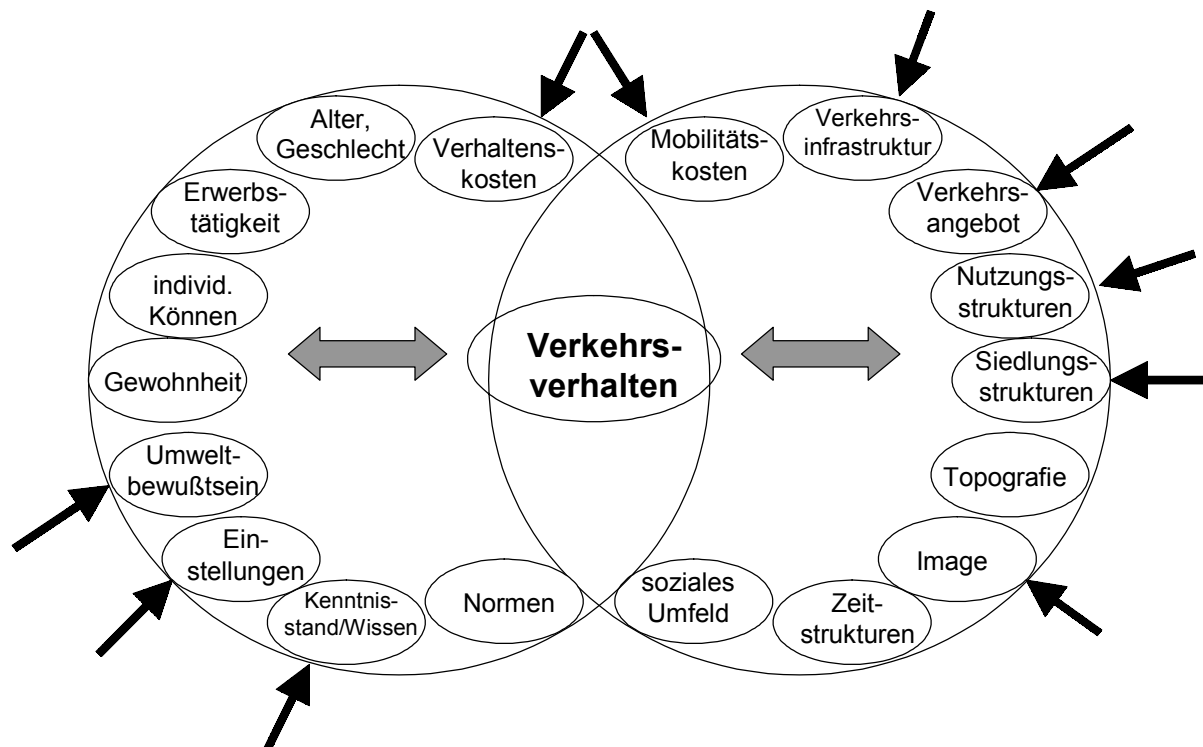 Alter,
Geschlecht
Verhaltens-
kosten
Erwerbs-
tätigkeit
individ.
Können
Gewohnheit
Umwelt-
bewußtsein
Ein-
stellungen
Kenntnis-
stand/Wissen
Normen
Verkehrs-
verhalten
Mobilitäts-
kosten
Verkehrs-
infrastruktur
Verkehrs-
angebot
Nutzungs-
strukturen
Siedlungs-
strukturen
Topografie
Image
Zeit-
strukturen
soziales
Umfeld